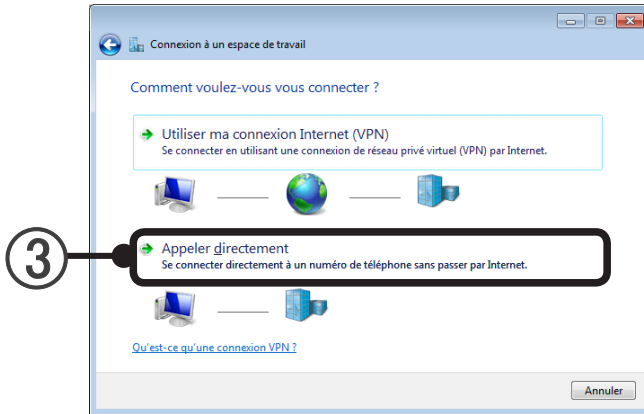 Connexion à un espace de travail
Comment voulez-vous vous connecter ?
Utiliser ma connexion Internet (VPN)
Se connecter en utilisant une connexion de réseau privé virtuel (VPN) par Internet.
3
Appeler directement
Se connecter directement à un numéro de téléphone sans passer par Internet.
Qu'est-ce qu'une connexion VPN ?
Annuler